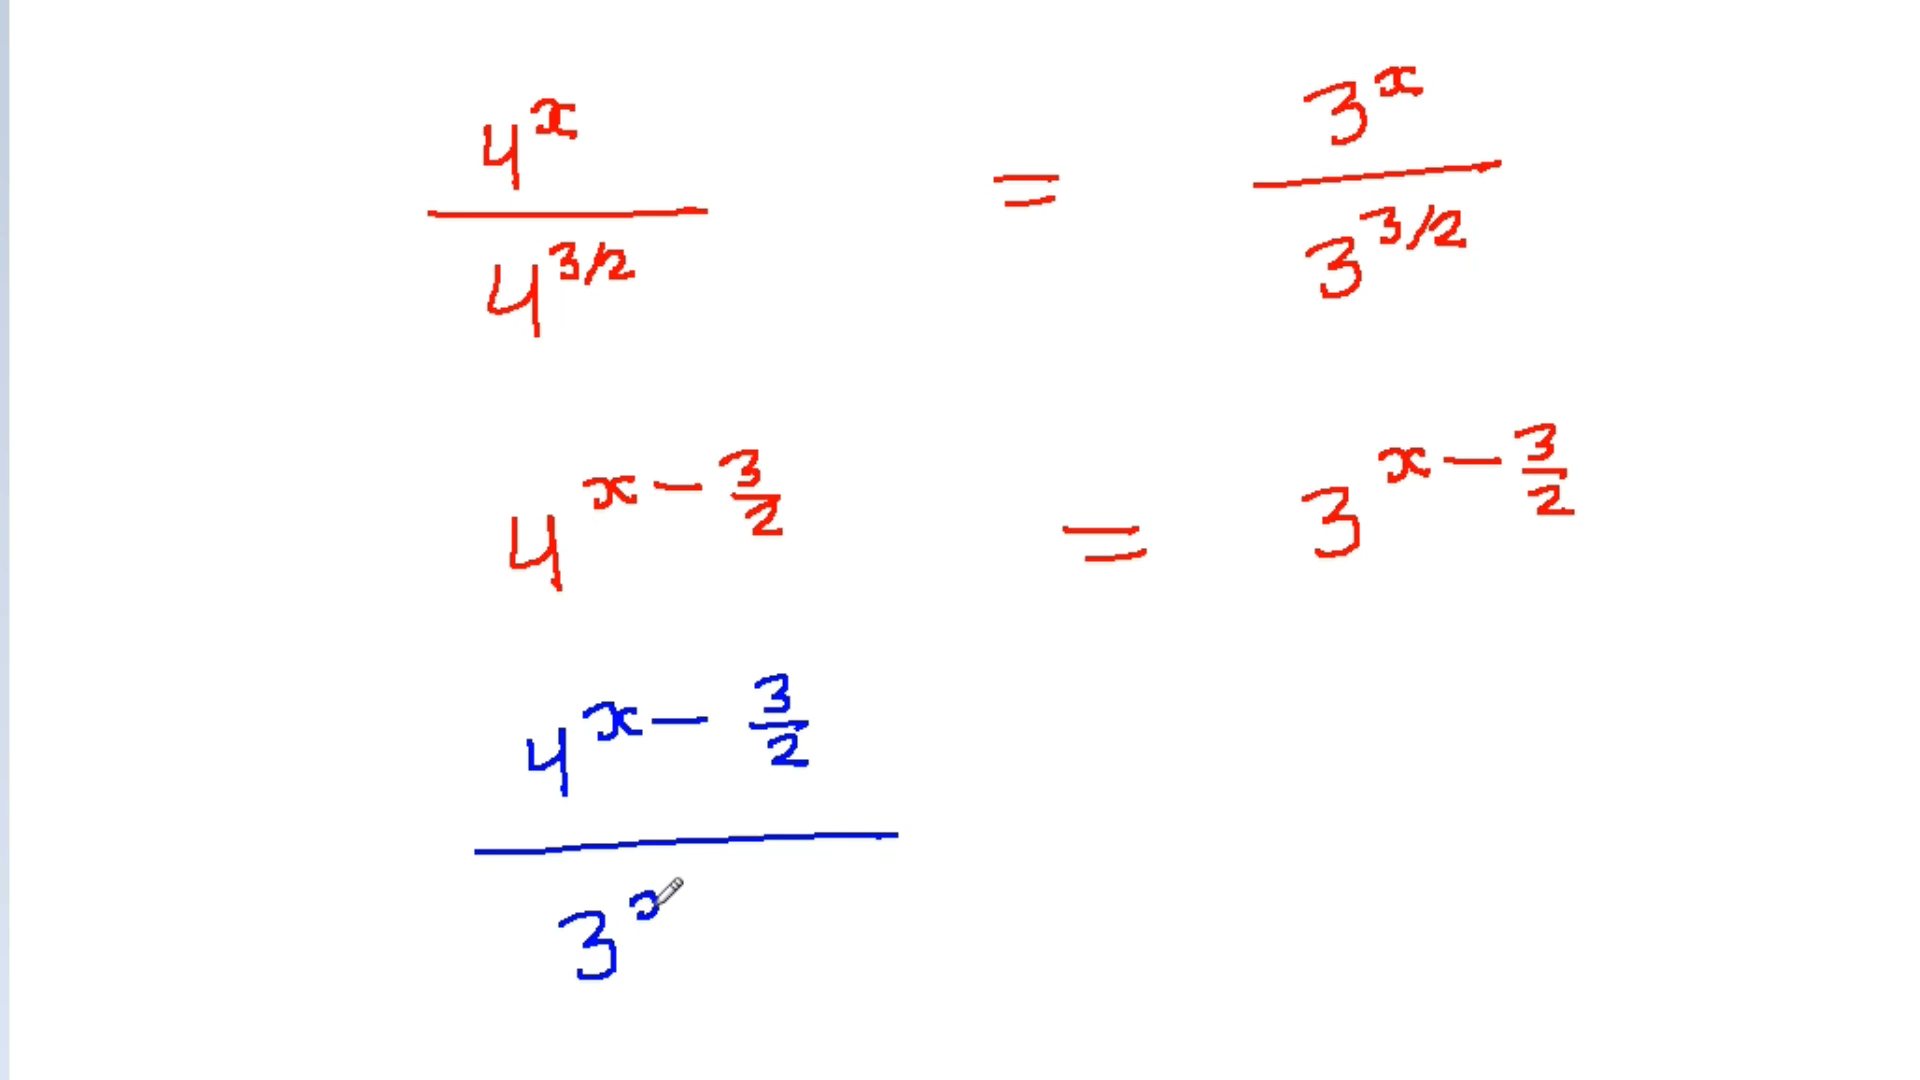 4^x / 4^{3/2} = 3^x / 3^{3/2}
4^{x - 3/2} = 3^{x - 3/2}
4^{x - 3/2} / 3